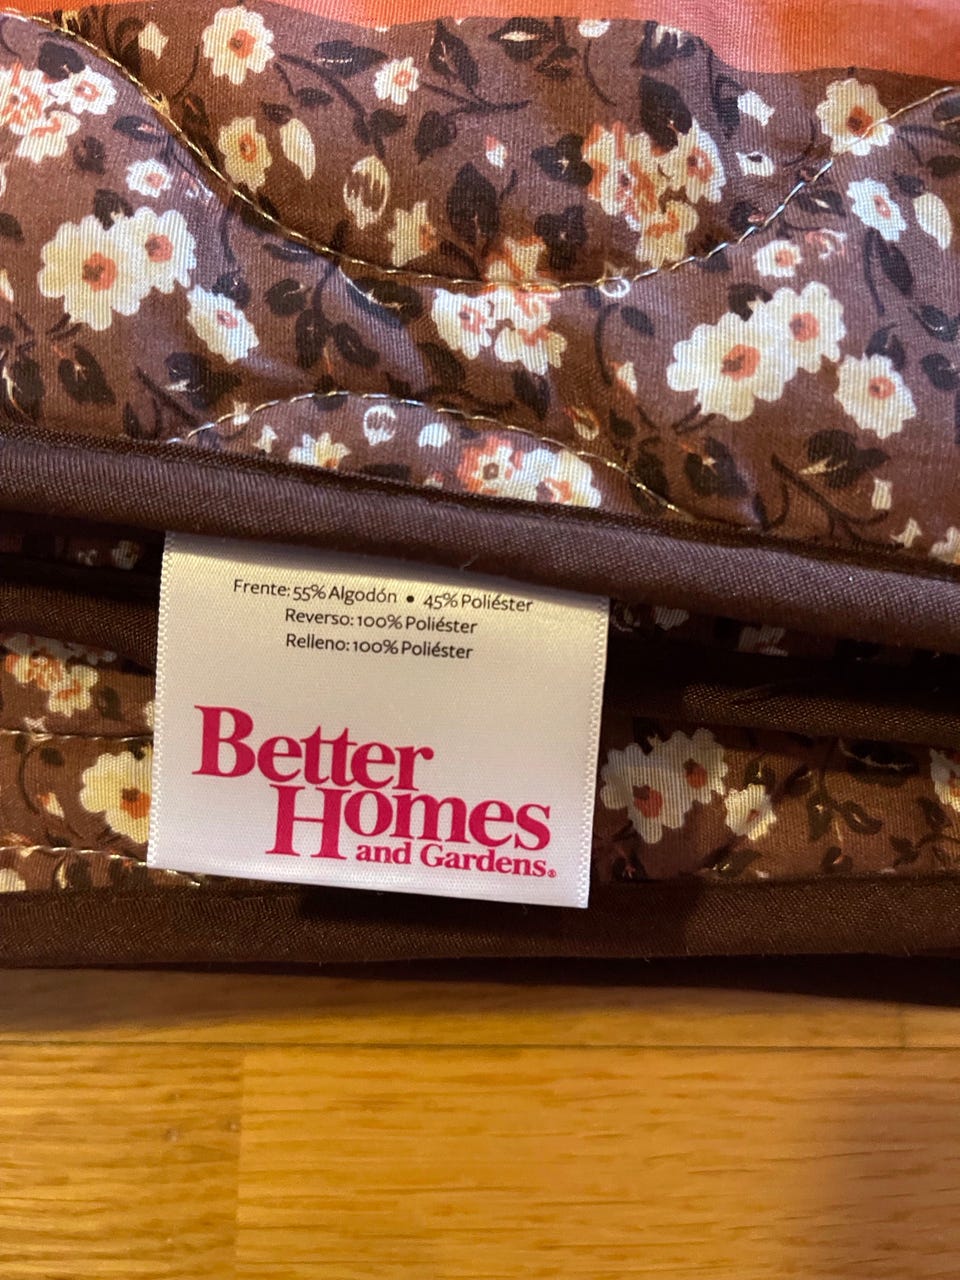 Frente: 55% Algodón • 45% Poliéster
Reverso: 100% Poliéster
Relleno: 100% Poliéster
Better
Homes
and Gardens®